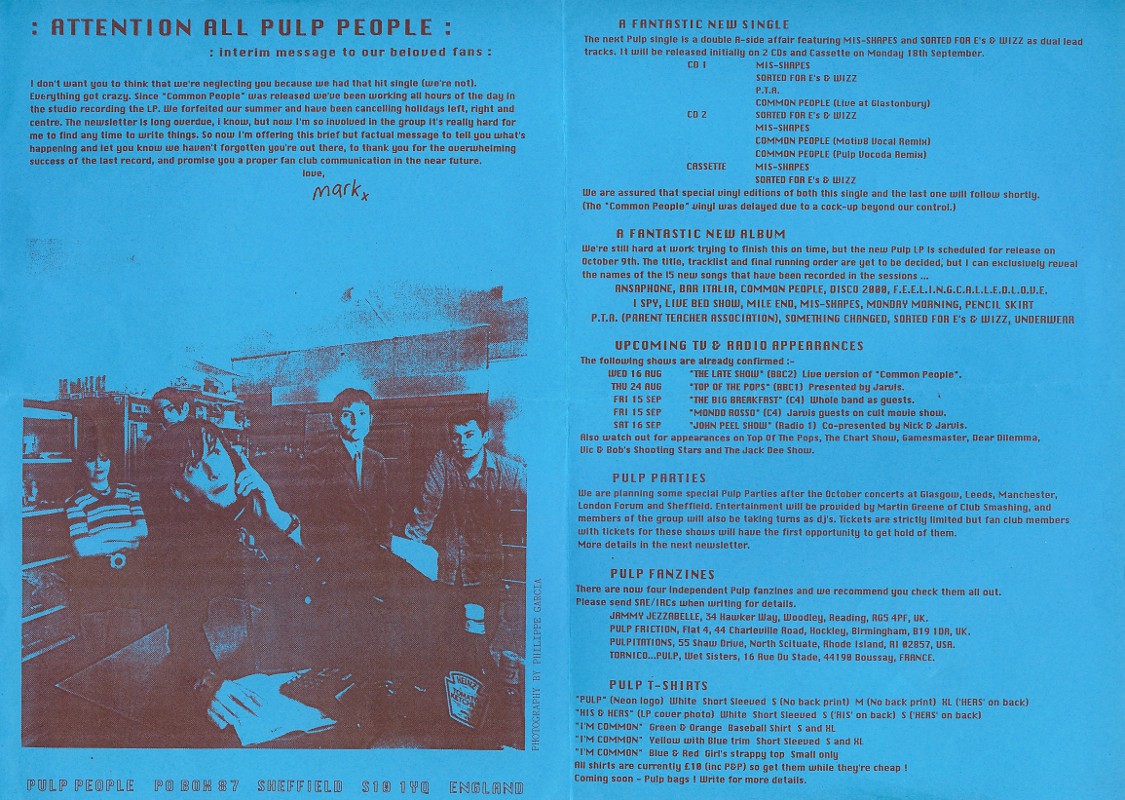 : ATTENTION ALL PULP PEOPLE :
: interim message to our beloved fans :
I don't want you to think that we're neglecting you because we had that hit single (we're not).
Everything got crazy. Since "Common People" was released we've been working all hours of the day in
the studio recording the LP. We forfeited our summer and have been cancelling holidays left, right and
centre. The newsletter is long overdue, i know, but now I'm so involved in the group it's really hard for
me to find any time to write things. So now I'm offering this brief but factual message to tell you what's
happening and let you know we haven't forgotten you're out there, to thank you for the overwhelming
success of the last record, and promise you a proper fan club communication in the near future.
love,
mark x
HEINZ
TOMATO
KETCHUP
PHOTOGRAPHY BY PHILIPPE GARCIA
PULP PEOPLE PO BOX 87 SHEFFIELD S10 1YQ ENGLAND
A FANTASTIC NEW SINGLE
The next Pulp single is a double A-side affair featuring MIS-SHAPES and SORTED FOR E's & WIZZ as dual lead
tracks. It will be released initially on 2 CDs and Cassette on Monday 18th September.
CD 1 MIS-SHAPES
SORTED FOR E's & WIZZ
P.T.A.
COMMON PEOPLE (Live at Glastonbury)
CD 2 SORTED FOR E's & WIZZ
MIS-SHAPES
COMMON PEOPLE (Motiv8 Vocal Remix)
COMMON PEOPLE (Pulp Vocoda Remix)
CASSETTE MIS-SHAPES
SORTED FOR E's & WIZZ
We are assured that special vinyl editions of both this single and the last one will follow shortly.
(The "Common People" vinyl was delayed due to a cock-up beyond our control.)
A FANTASTIC NEW ALBUM
We're still hard at work trying to finish this on time, but the new Pulp LP is scheduled for release on
October 9th. The title, tracklist and final running order are yet to be decided, but I can exclusively reveal
the names of the 15 new songs that have been recorded in the sessions ...
ANSAPHONE, BAR ITALIA, COMMON PEOPLE, DISCO 2000, F.E.E.L.I.N.G.C.A.L.L.E.D.L.O.V.E.
I SPY, LIVE BED SHOW, MILE END, MIS-SHAPES, MONDAY MORNING, PENCIL SKIRT
P.T.A. (PARENT TEACHER ASSOCIATION), SOMETHING CHANGED, SORTED FOR E's & WIZZ, UNDERWEAR
UPCOMING TV & RADIO APPEARANCES
The following shows are already confirmed :-
WED 16 AUG "THE LATE SHOW" (BBC2) Live version of "Common People".
THU 24 AUG "TOP OF THE POPS" (BBC1) Presented by Jarvis.
FRI 15 SEP "THE BIG BREAKFAST" (C4) Whole band as guests.
FRI 15 SEP "MONDO ROSSO" (C4) Jarvis guests on cult movie show.
SAT 16 SEP "JOHN PEEL SHOW" (Radio 1) Co-presented by Nick & Jarvis.
Also watch out for appearances on Top Of The Pops, The Chart Show, Gamesmaster, Dear Dilemma,
Vic & Bob's Shooting Stars and The Jack Dee Show.
PULP PARTIES
We are planning some special Pulp Parties after the October concerts at Glasgow, Leeds, Manchester,
London Forum and Sheffield. Entertainment will be provided by Martin Greene of Club Smashing, and
members of the group will also be taking turns as dj's. Tickets are strictly limited but fan club members
with tickets for these shows will have the first opportunity to get hold of them.
More details in the next newsletter.
PULP FANZINES
There are now four independent Pulp fanzines and we recommend you check them all out.
Please send SAE/IRCs when writing for details.
JAMMY JEZZABELLE, 34 Hawker Way, Woodley, Reading, RG5 4PF, UK.
PULP FRICTION, Flat 4, 44 Charleville Road, Hockley, Birmingham, B19 1DA, UK.
PULPITATIONS, 55 Shaw Drive, North Scituate, Rhode Island, RI 02857, USA.
TORNICO...PULP, Wet Sisters, 16 Rue Du Stade, 44190 Boussay, FRANCE.
PULP T-SHIRTS
"PULP" (Neon logo) White Short Sleeved S (No back print) M (No back print) XL ('HERS' on back)
"HIS & HERS" (LP cover photo) White Short Sleeved S ('HIS' on back) S ('HERS' on back)
"I'M COMMON" Green & Orange Baseball Shirt S and XL
"I'M COMMON" Yellow with Blue trim Short Sleeved S and XL
"I'M COMMON" Blue & Red Girl's strappy top Small only
All shirts are currently £10 (inc P&P) so get them while they're cheap !
Coming soon - Pulp bags ! Write for more details.